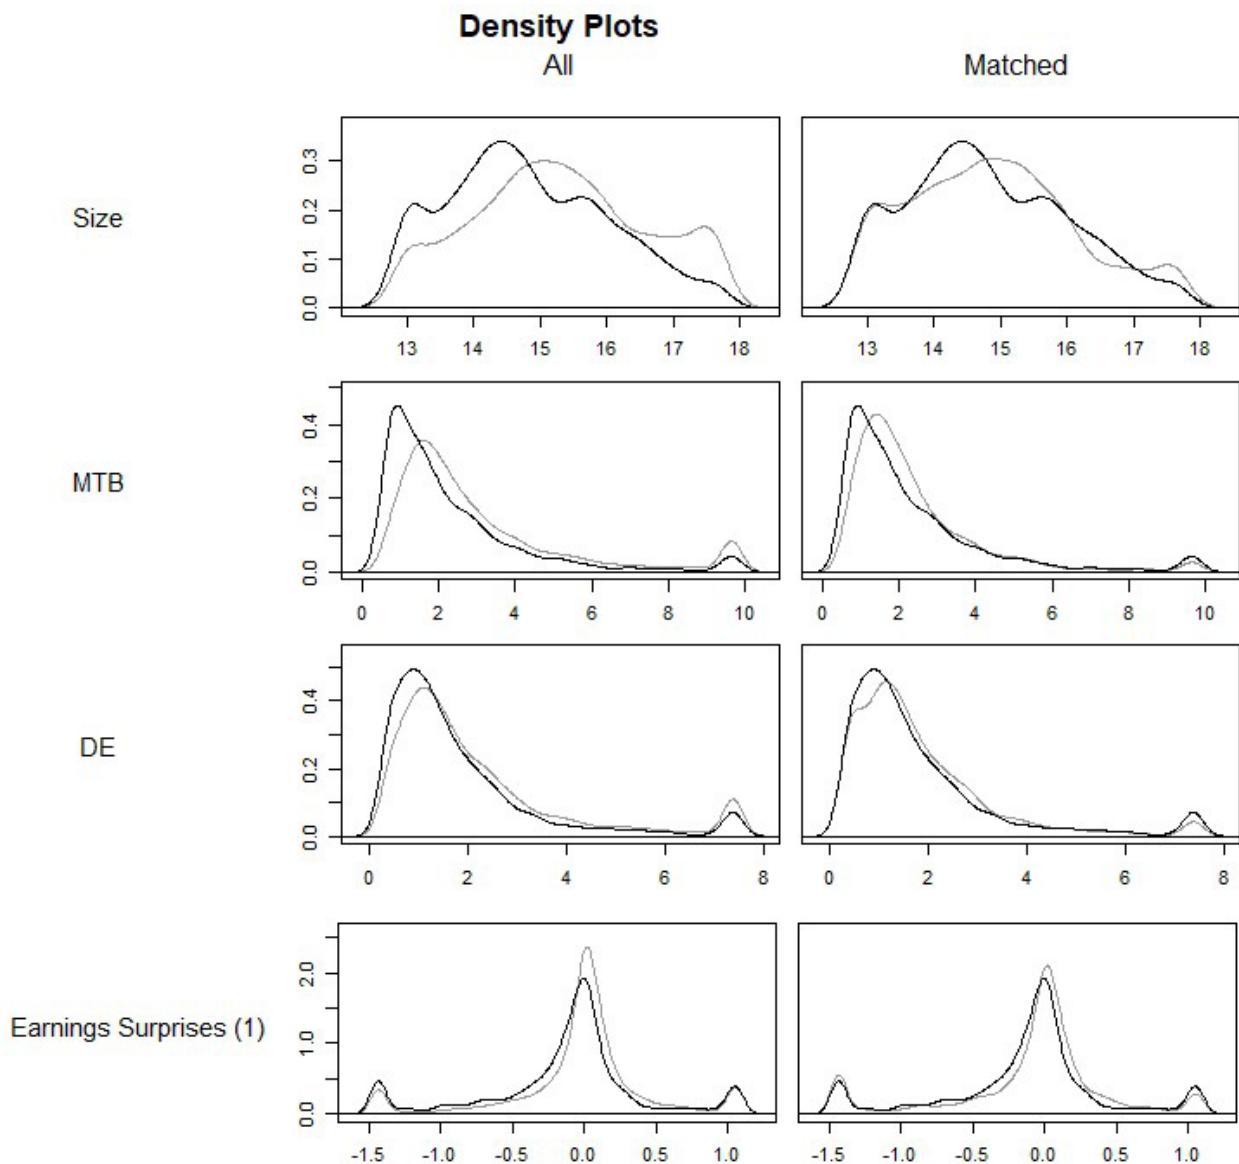 Density Plots
All Matched
Size
0.0 0.1 0.2 0.3
13 14 15 16 17 18 13 14 15 16 17 18
MTB
0.0 0.2 0.4
0 2 4 6 8 10 0 2 4 6 8 10
DE
0.0 0.2 0.4
0 2 4 6 8 0 2 4 6 8
Earnings Surprises (1)
0.0 1.0 2.0
-1.5 -1.0 -0.5 0.0 0.5 1.0 -1.5 -1.0 -0.5 0.0 0.5 1.0